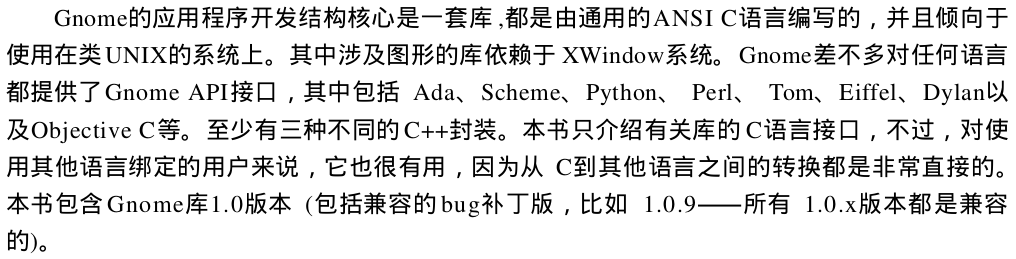 Gnome的应用程序开发结构核心是一套库,都是由通用的ANSI C语言编写的，并且倾向于
使用在类UNIX的系统上。其中涉及图形的库依赖于 XWindow系统。Gnome差不多对任何语言
都提供了Gnome API接口，其中包括 Ada、Scheme、Python、 Perl、 Tom、Eiffel、Dylan以
及Objective C等。至少有三种不同的C++封装。本书只介绍有关库的C语言接口，不过，对使
用其他语言绑定的用户来说，它也很有用，因为从 C到其他语言之间的转换都是非常直接的。
本书包含Gnome库1.0版本 (包括兼容的bug补丁版，比如 1.0.9——所有 1.0.x版本都是兼容
的)。